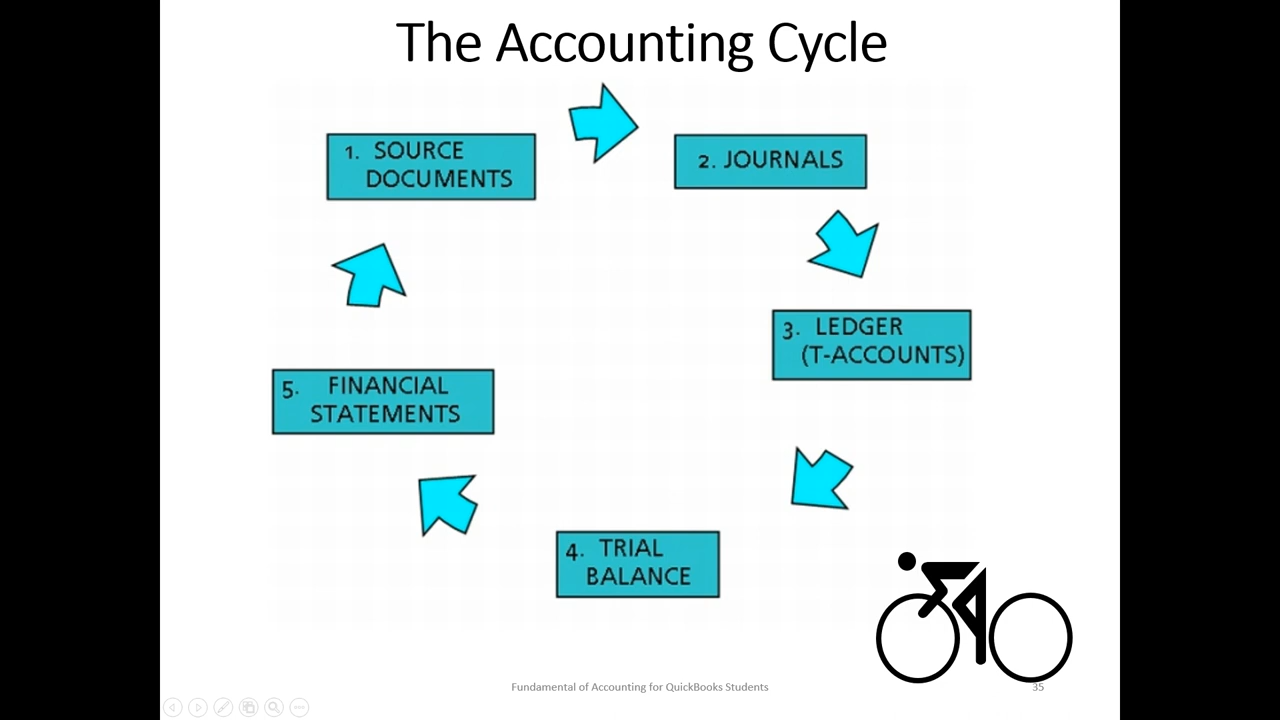 The Accounting Cycle
1. SOURCE
DOCUMENTS
2. JOURNALS
3. LEDGER
(T-ACCOUNTS)
4. TRIAL
BALANCE
5. FINANCIAL
STATEMENTS
Fundamental of Accounting for QuickBooks Students
35